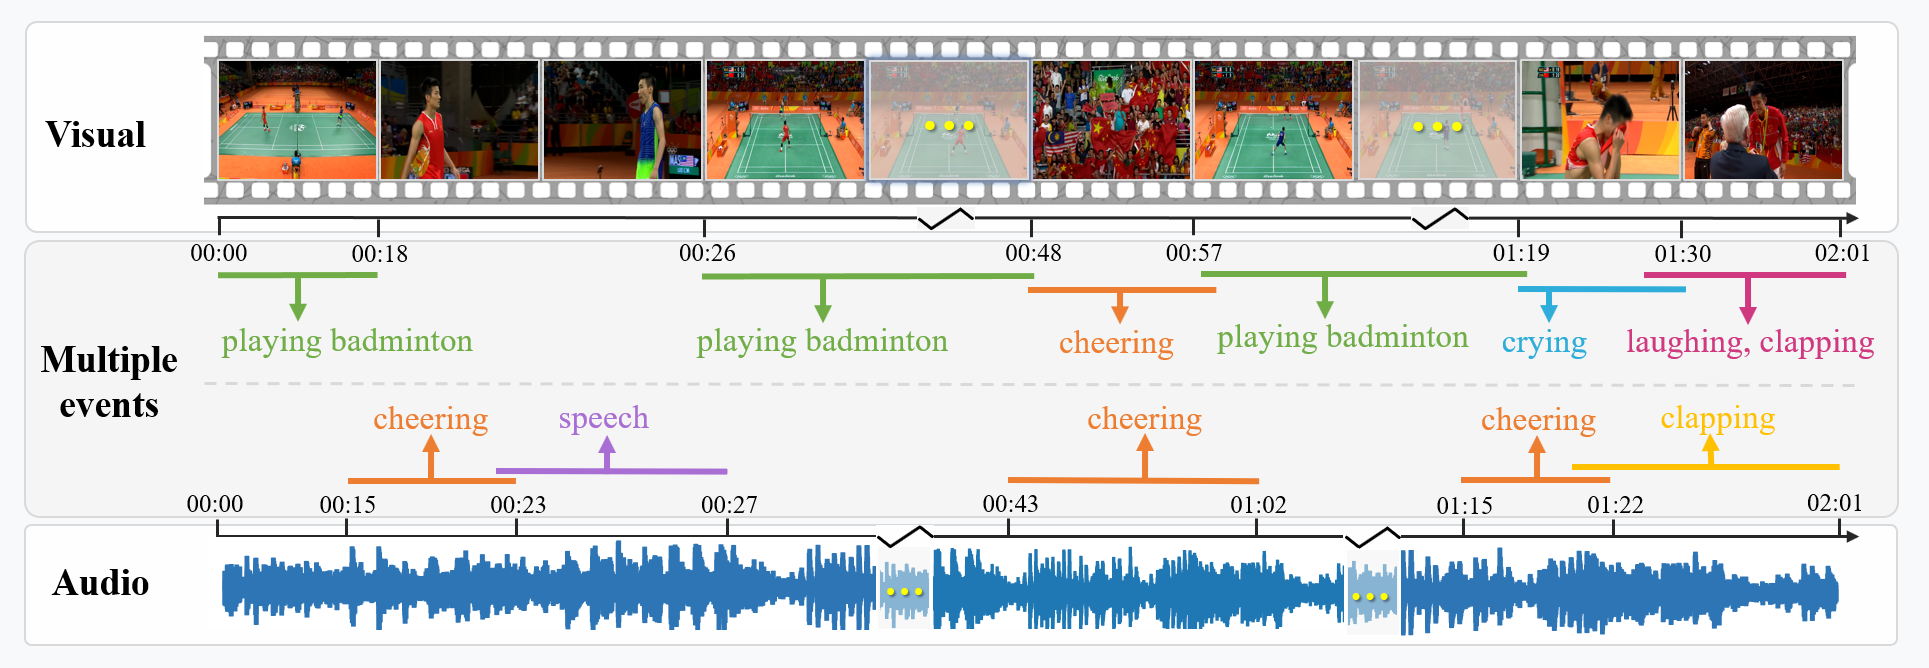 Visual
00:00 00:18 00:26 00:48 00:57 01:19 01:30 02:01
playing badminton playing badminton cheering playing badminton crying laughing, clapping
Multiple
events
cheering speech cheering cheering clapping
00:00 00:15 00:23 00:27 00:43 01:02 01:15 01:22 02:01
Audio